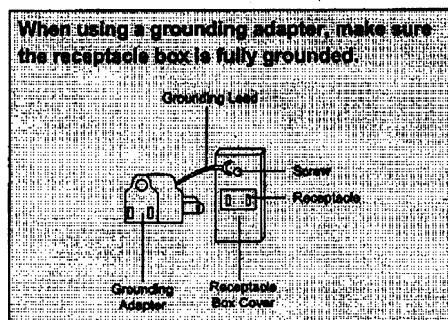 When using a grounding adapter, make sure
the receptacle box is fully grounded.
Grounding Lead
Screw
Receptacle
Grounding
Adapter
Receptacle
Box Cover